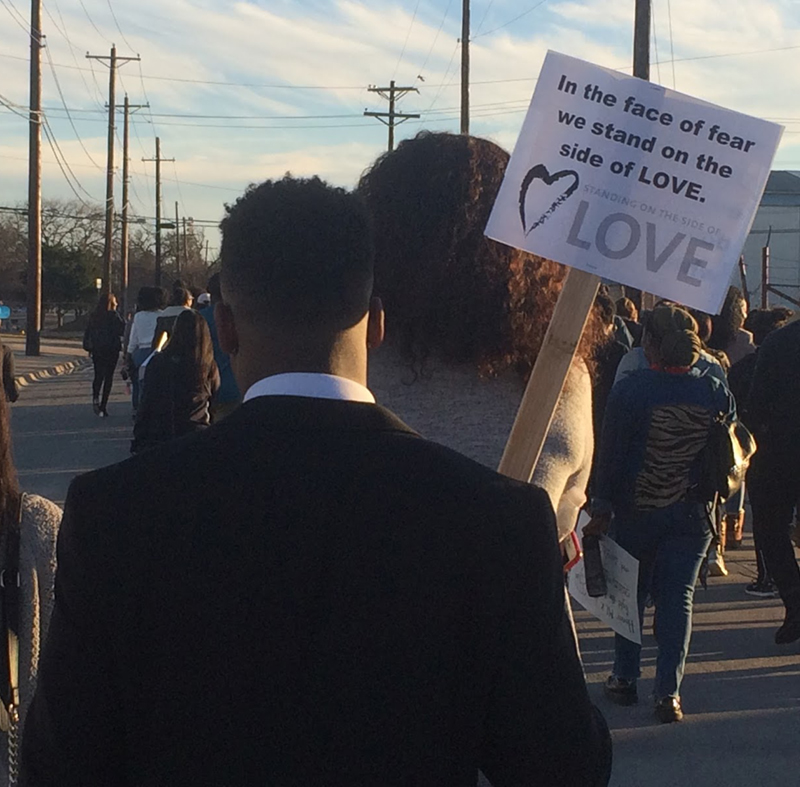 In the face of fear
we stand on the
side of LOVE.
STANDING ON THE SIDE OF
LOVE